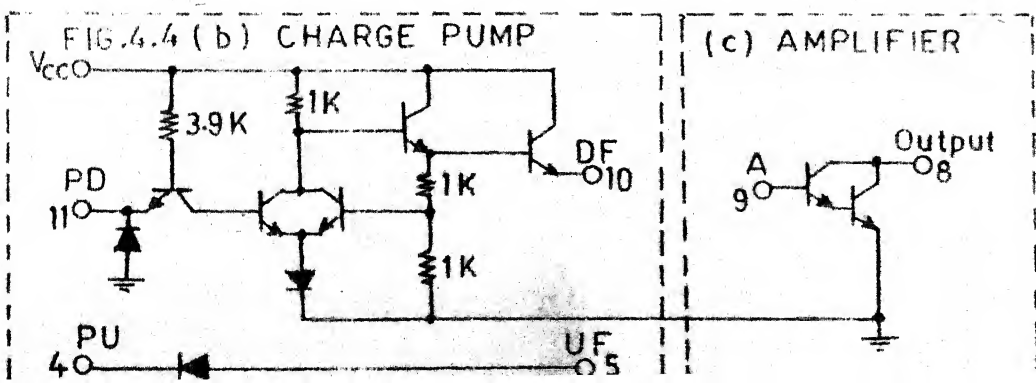 FIG.4.4 (b) CHARGE PUMP
(c) AMPLIFIER
VCC
1K
3.9K
PD
11
DF
10
1K
1K
A
9
Output
8
PU
4
UF
5